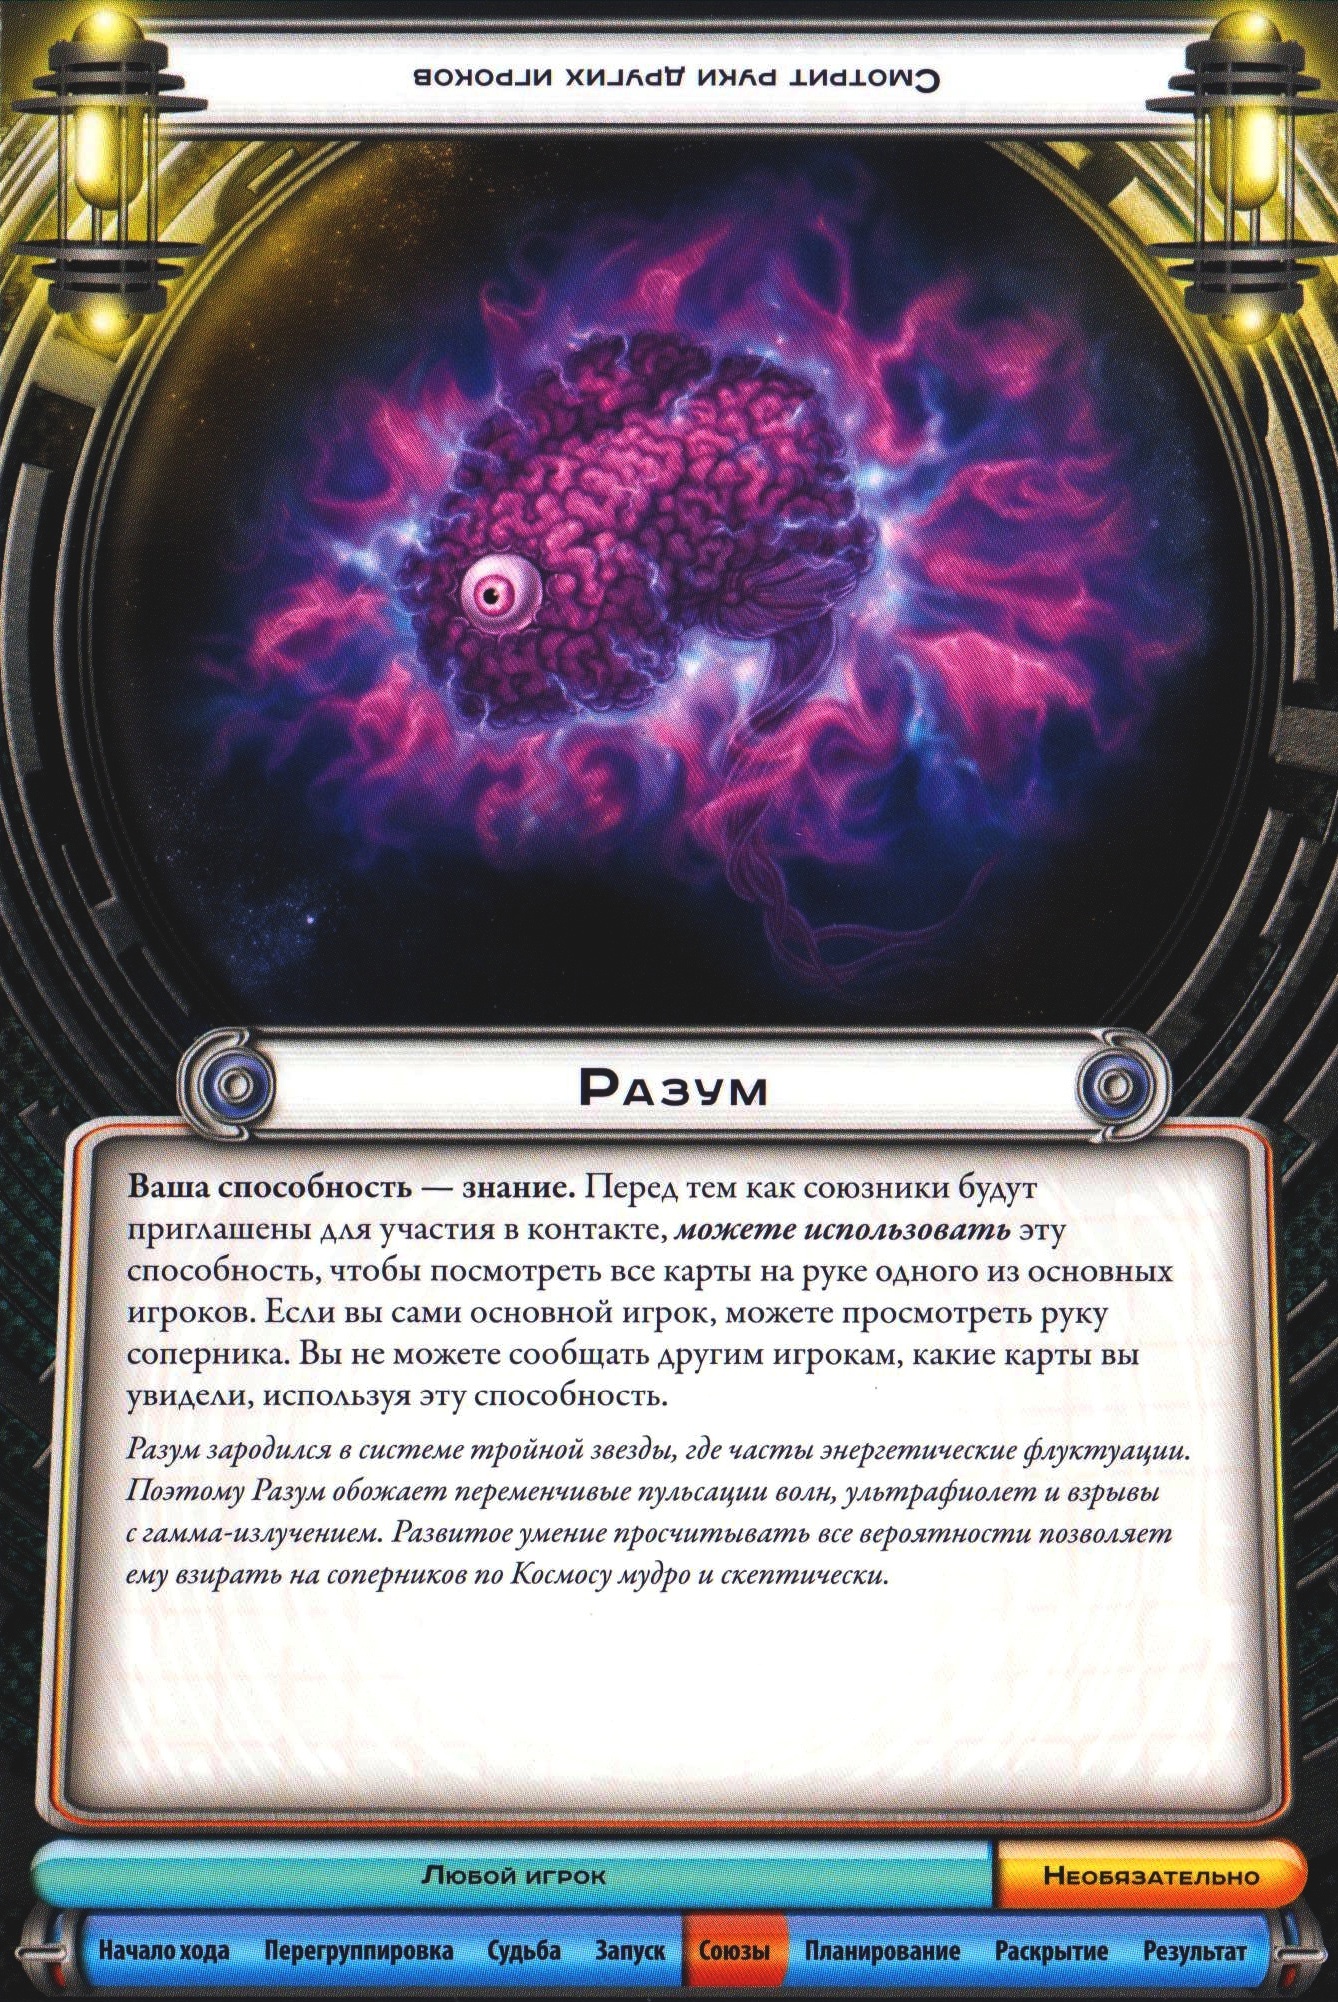 Смотрит руки других игроков
Разум
Ваша способность — знание. Перед тем как союзники будут
приглашены для участия в контакте, можете использовать эту
способность, чтобы посмотреть все карты на руке одного из основных
игроков. Если вы сами основной игрок, можете просмотреть руку
соперника. Вы не можете сообщать другим игрокам, какие карты вы
увидели, используя эту способность.
Разум зародился в системе тройной звезды, где часты энергетические флуктуации.
Поэтому Разум обожает переменчивые пульсации волн, ультрафиолет и взрывы
с гамма-излучением. Развитое умение просчитывать все вероятности позволяет
ему взирать на соперников по Космосу мудро и скептически.
Любой игрок Необязательно
Начало хода Перегруппировка Судьба Запуск Союзы Планирование Раскрытие Результат